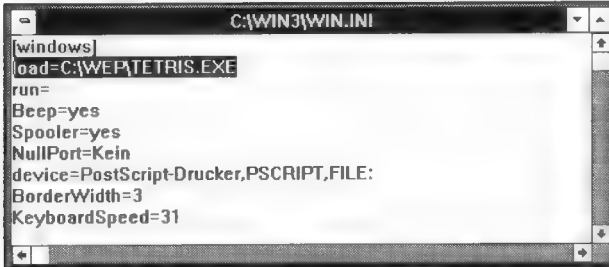 C:\WIN3\WIN.INI
[windows]
load=C:\WEP\TETRIS.EXE
run=
Beep=yes
Spooler=yes
NullPort=Kein
device=PostScript-Drucker,PSCRIPT,FILE:
BorderWidth=3
KeyboardSpeed=31